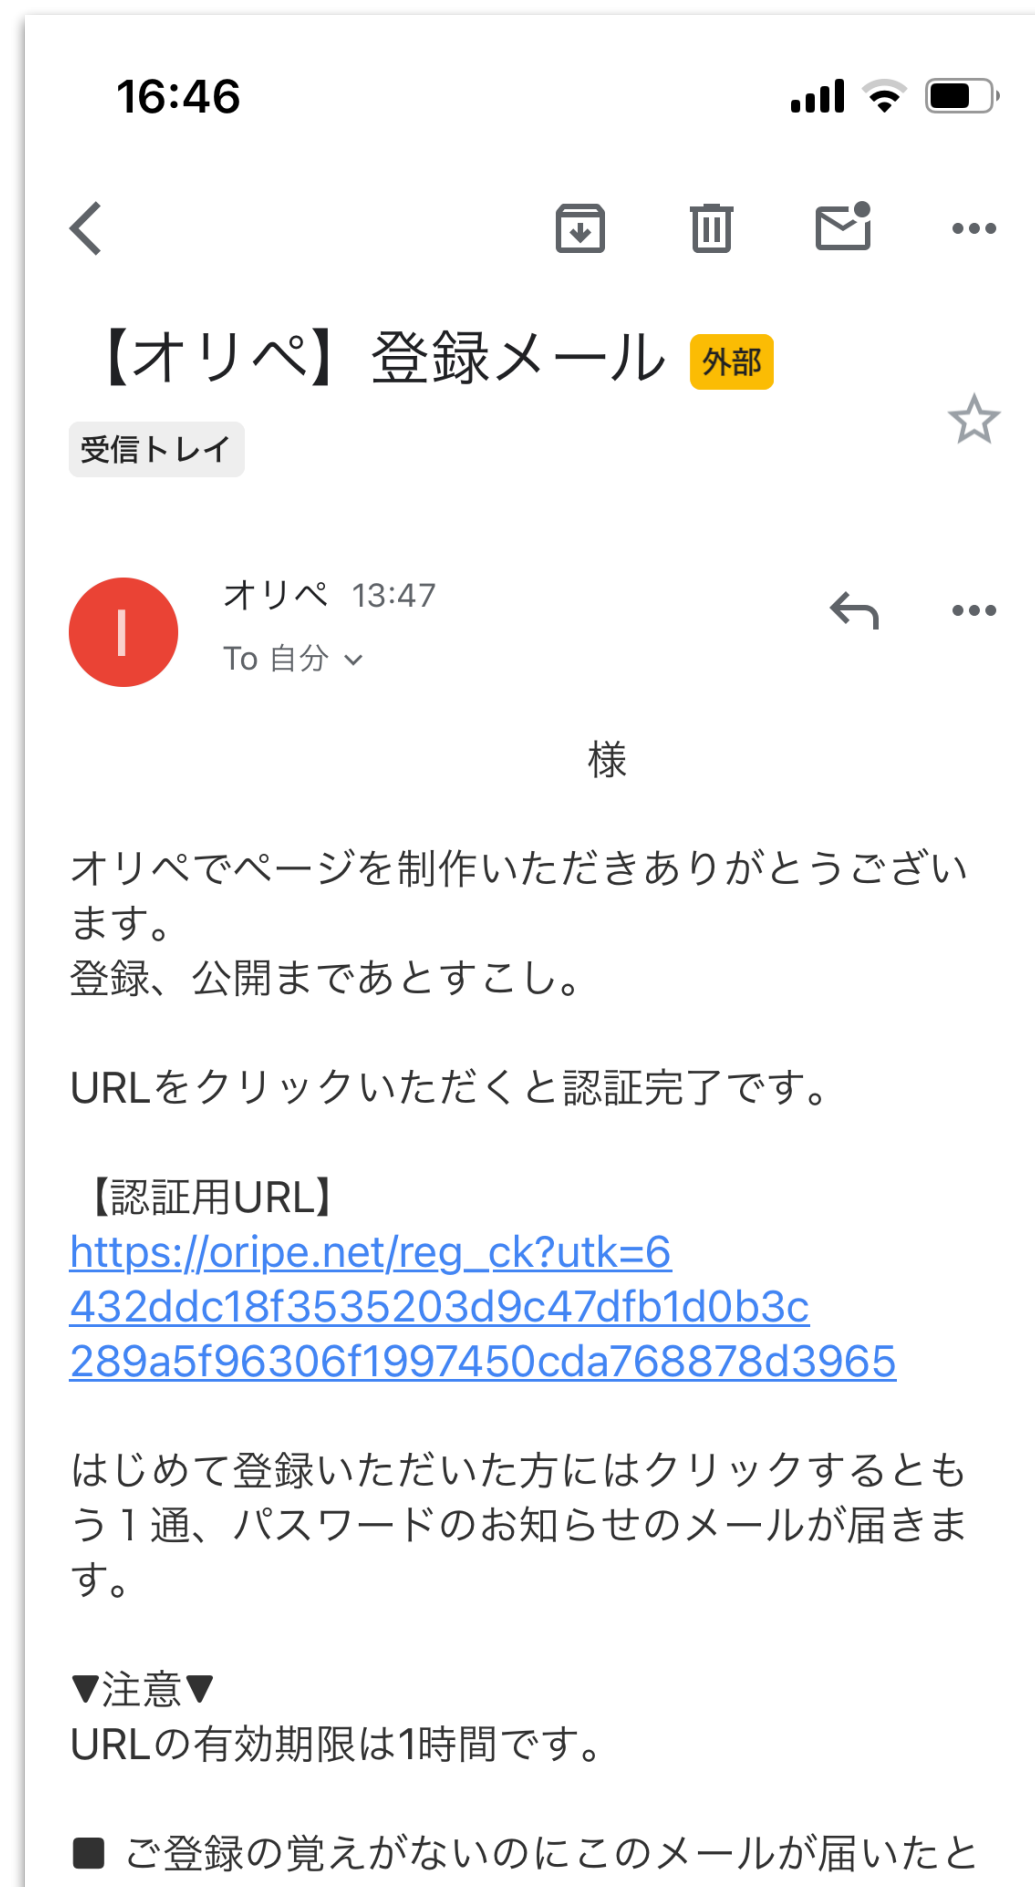 16:46
【オリペ】登録メール 外部
受信トレイ
I
オリペ 13:47
To 自分
様
オリペでページを制作いただきありがとうござい
ます。
登録、公開まであとすこし。
URLをクリックいただくと認証完了です。
【認証用URL】
https://oripe.net/reg_ck?utk=6
432ddc18f3535203d9c47dfb1d0b3c
289a5f96306f1997450cda768878d3965
はじめて登録いただいた方にはクリックするとも
う１通、パスワードのお知らせのメールが届きま
す。
▼注意▼
URLの有効期限は1時間です。
■ ご登録の覚えがないのにこのメールが届いたと